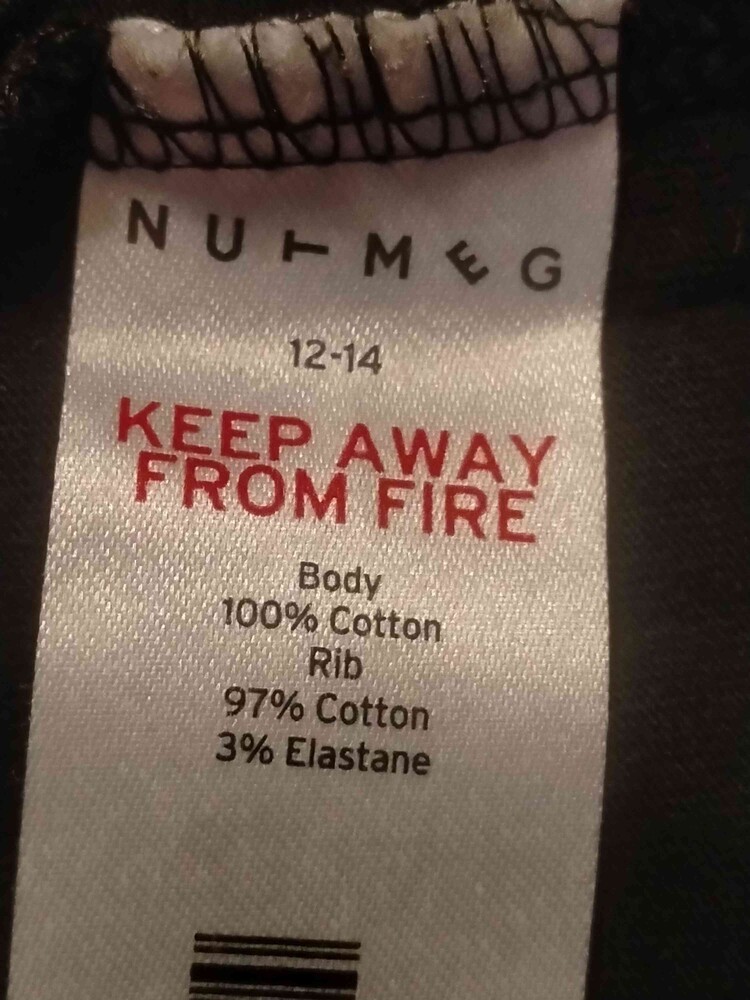 NUTMEG
12-14
KEEP AWAY
FROM FIRE
Body
100% Cotton
Rib
97% Cotton
3% Elastane